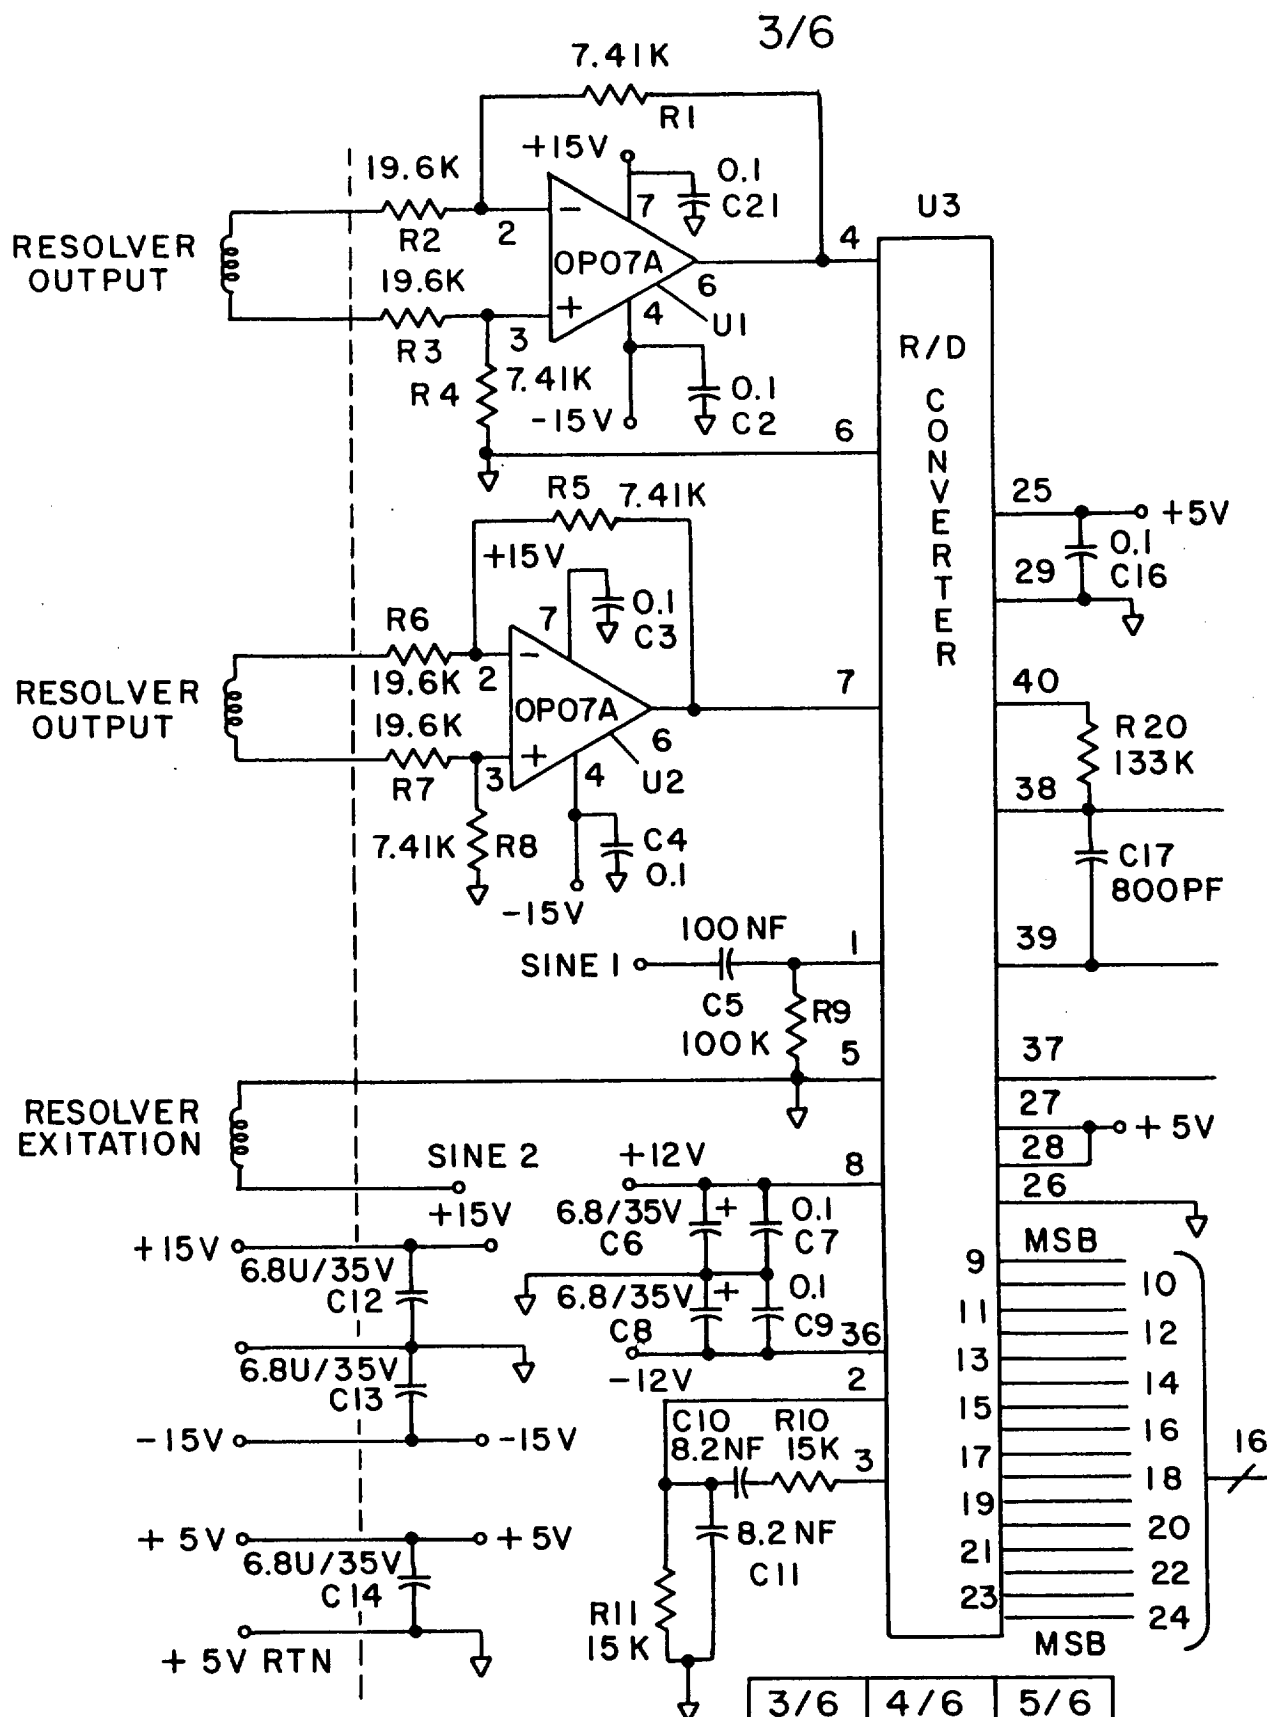 3/6
7.41K
R1
+15V
0.1
C21
19.6K
R2
2
7
U3
4
RESOLVER
OUTPUT
−
OP07A
+
6
19.6K
R3
3
4
U1
R/D
CONVERTER
R4
7.41K
0.1
C2
-15V
6
R5
7.41K
25
+5V
+15V
0.1
C16
29
7
0.1
C3
R6
19.6K
2
−
RESOLVER
OUTPUT
OP07A
+
6
7
40
19.6K
R7
3
4
U2
R20
133K
38
7.41K
R8
C4
0.1
C17
800PF
-15V
100NF
1
39
SINE 1
C5
R9
100K
5
37
RESOLVER
EXITATION
27
+5V
28
SINE 2
+12V
8
26
+15V
+15V
6.8/35V
+
C6
0.1
C7
MSB
9
10
6.8U/35V
C12
6.8/35V
+
C8
0.1
C9
36
11
12
6.8U/35V
C13
-12V
2
13
14
-15V
-15V
C10
8.2NF
R10
15K
3
15
16
17
18
16
19
20
+5V
+5V
8.2NF
C11
21
22
6.8U/35V
C14
R11
15K
23
24
+5V RTN
MSB
3/6 4/6 5/6